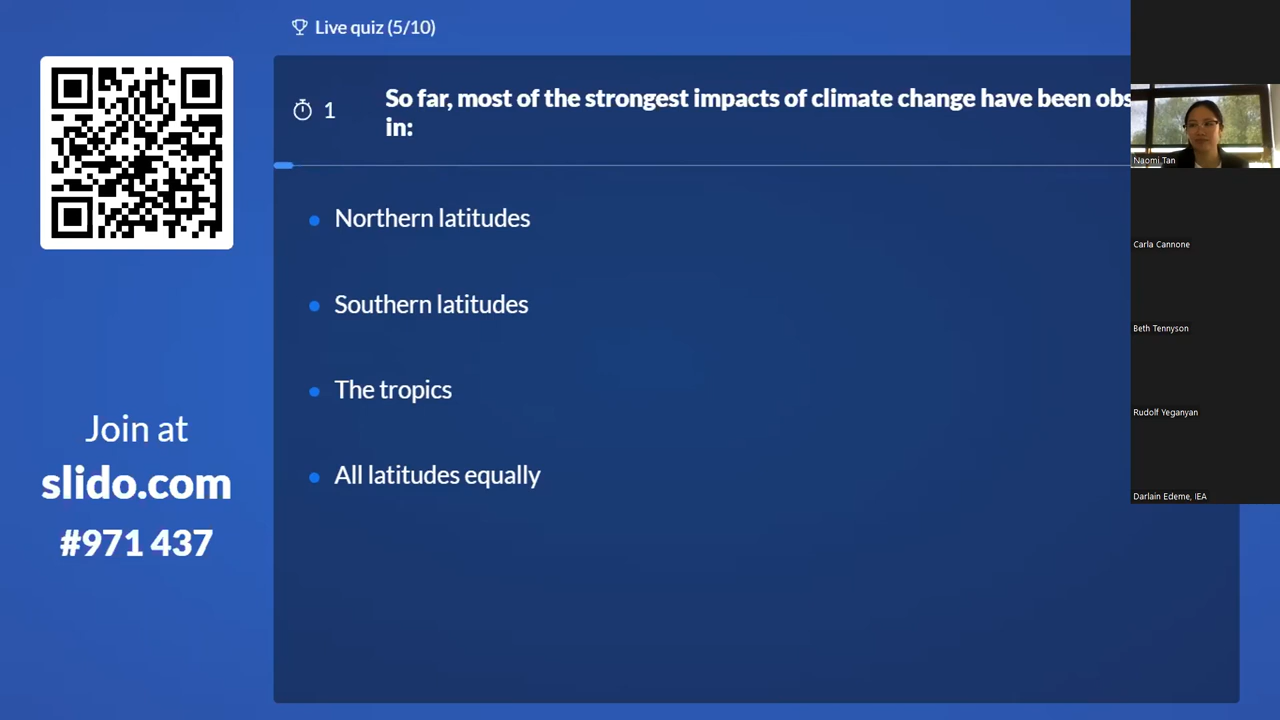 Live quiz (5/10)
1
So far, most of the strongest impacts of climate change have been
in:
Northern latitudes
Southern latitudes
The tropics
All latitudes equally
Join at
slido.com
#971 437
Naomi Tan
Carla Cannone
Beth Tennyson
Rudolf Yeganyan
Darlain Edeme, IEA